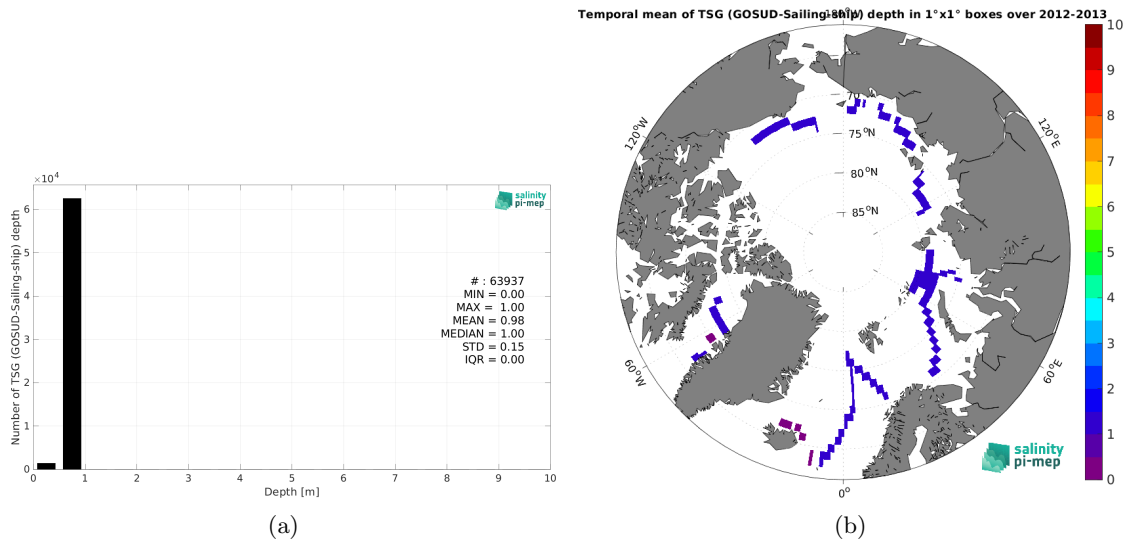 Temporal mean of TSG (GOSUD-Sailing-ship) depth in 1°x1° boxes over 2012-2013
×10⁴
Number of TSG (GOSUD-Sailing-ship) depth
6
5
4
3
2
1
0
salinity
pi-mep
# : 63937
MIN = 0.00
MAX = 1.00
MEAN = 0.98
MEDIAN = 1.00
STD = 0.15
IQR = 0.00
0 1 2 3 4 5 6 7 8 9 10
Depth [m]
(a)
120°W
120°E
60°W
60°E
0°
75°N
80°N
85°N
salinity
pi-mep
10
9
8
7
6
5
4
3
2
1
0
(b)